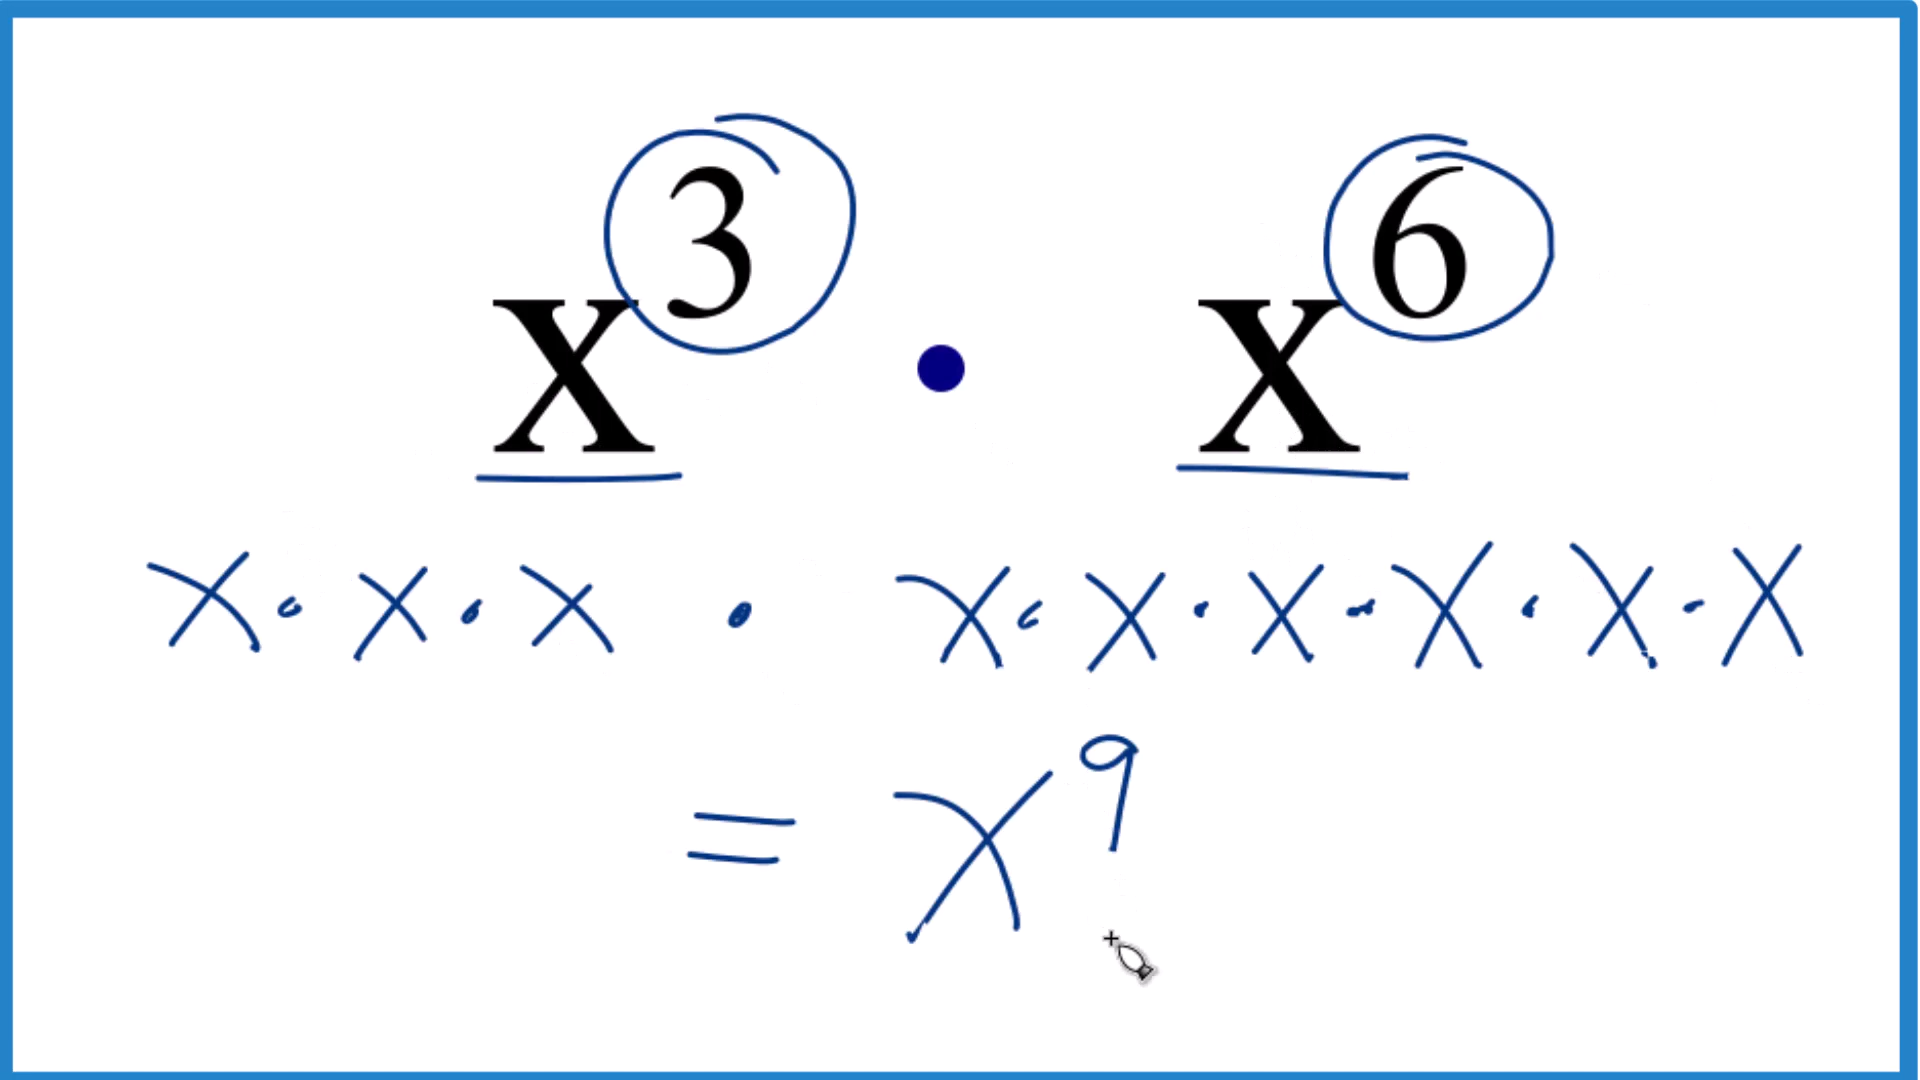 x³ • x⁶
x · x · x · x · x · x · x · x · x
= x⁹